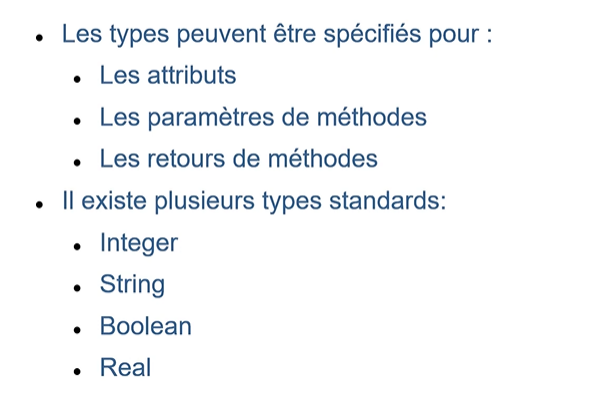 Les types peuvent être spécifiés pour :
Les attributs
Les paramètres de méthodes
Les retours de méthodes
Il existe plusieurs types standards:
Integer
String
Boolean
Real